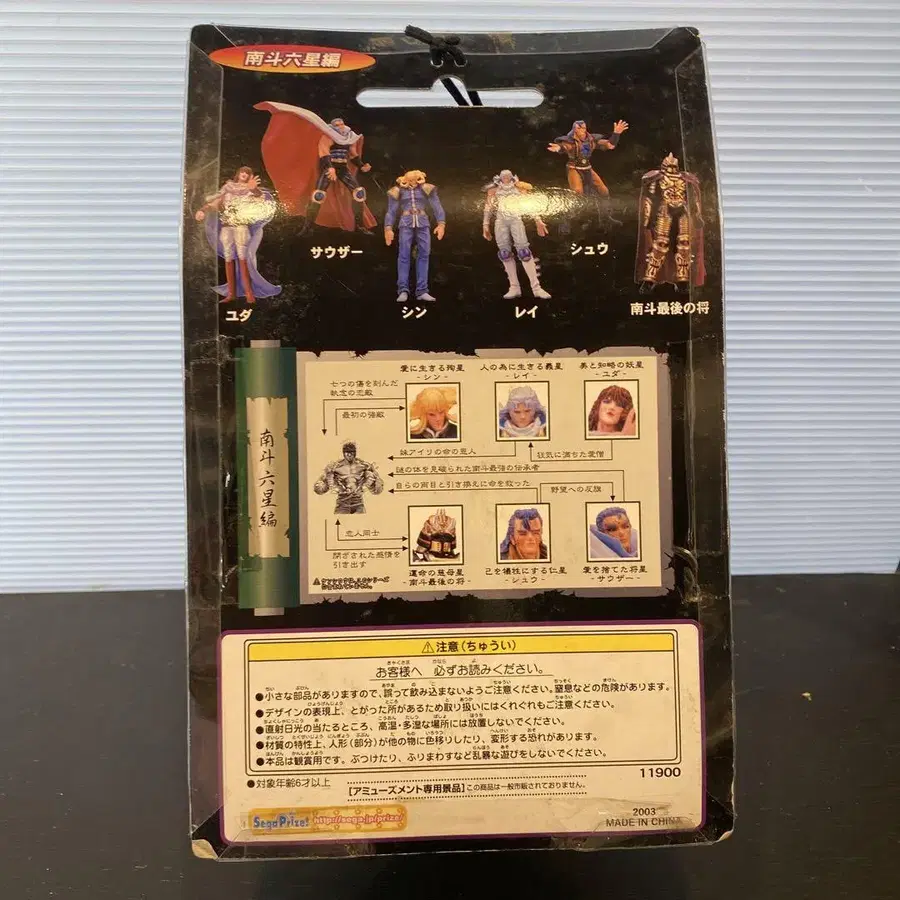 南斗六星編
サウザー
シュウ
ユダ
シン
レイ
南斗最後の将
南斗六星編
愛に生きる殉星
-シン-
人の為に生きる義星
-レイ-
美と知略の妖星
-ユダ-
七つの傷を刻んだ
執念の恋敵
最初の強敵
妹アイリの命の恩人
狂気に満ちた愛憎
謎の体を見破られた南斗最強の伝承者
自らの両目と引き換えに命を救った
野望への反旗
恋人同士
閉ざされた感情を
引き出す
運命の慈母星
-南斗最後の将-
己を犠牲にする仁星
-シュウ-
愛を捨てた将星
-サウザー-
⚠注意(ちゅうい)
お客様へ 必ずお読みください。
●小さな部品がありますので、誤って飲み込まないようご注意ください。窒息などの危険があります。
●デザインの表現上、とがった所があるため取り扱いにはくれぐれもご注意ください。
●直射日光の当たるところ、高温・多湿な場所には放置しないでください。
●材質の特性上、人形(部分)が他の物に色移りしたり、変形する恐れがあります。
●本品は観賞用です。ぶつけたり、ふりまわすなど乱暴な遊びをしないでください。
●対象年齢6才以上
[アミューズメント専用景品]この商品は一般市販されておりません。
11900
SegaPrize! http://sega.jp/prize/
2003
MADE IN CHINA